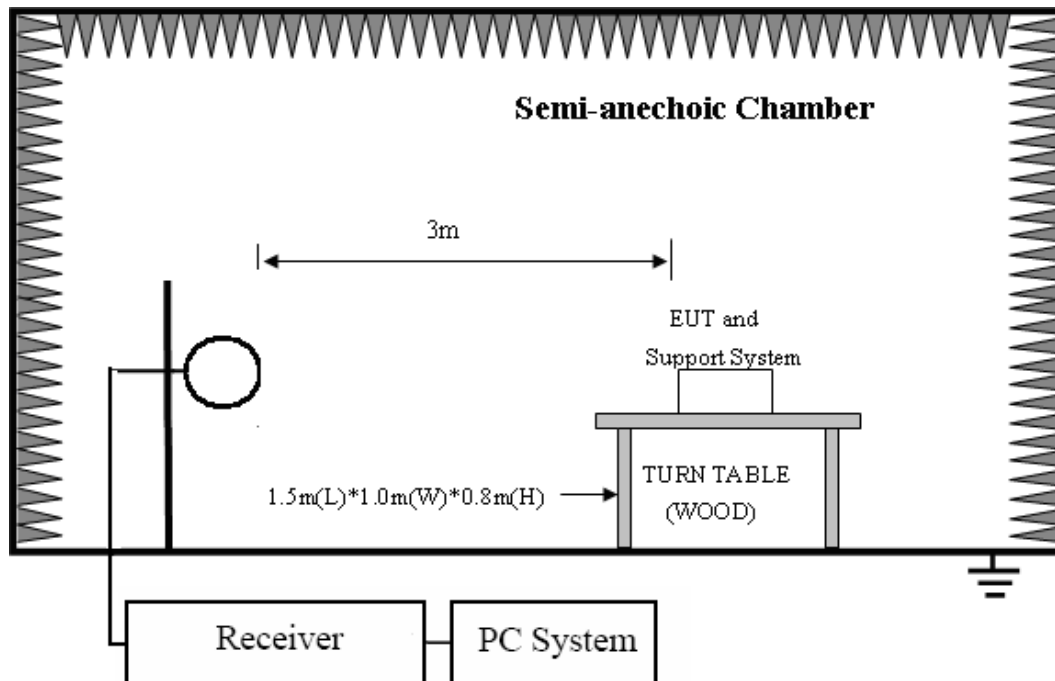 Semi-anechoic Chamber
3m
EUT and
Support System
1.5m(L)*1.0m(W)*0.8m(H)
TURN TABLE
(WOOD)
Receiver
PC System